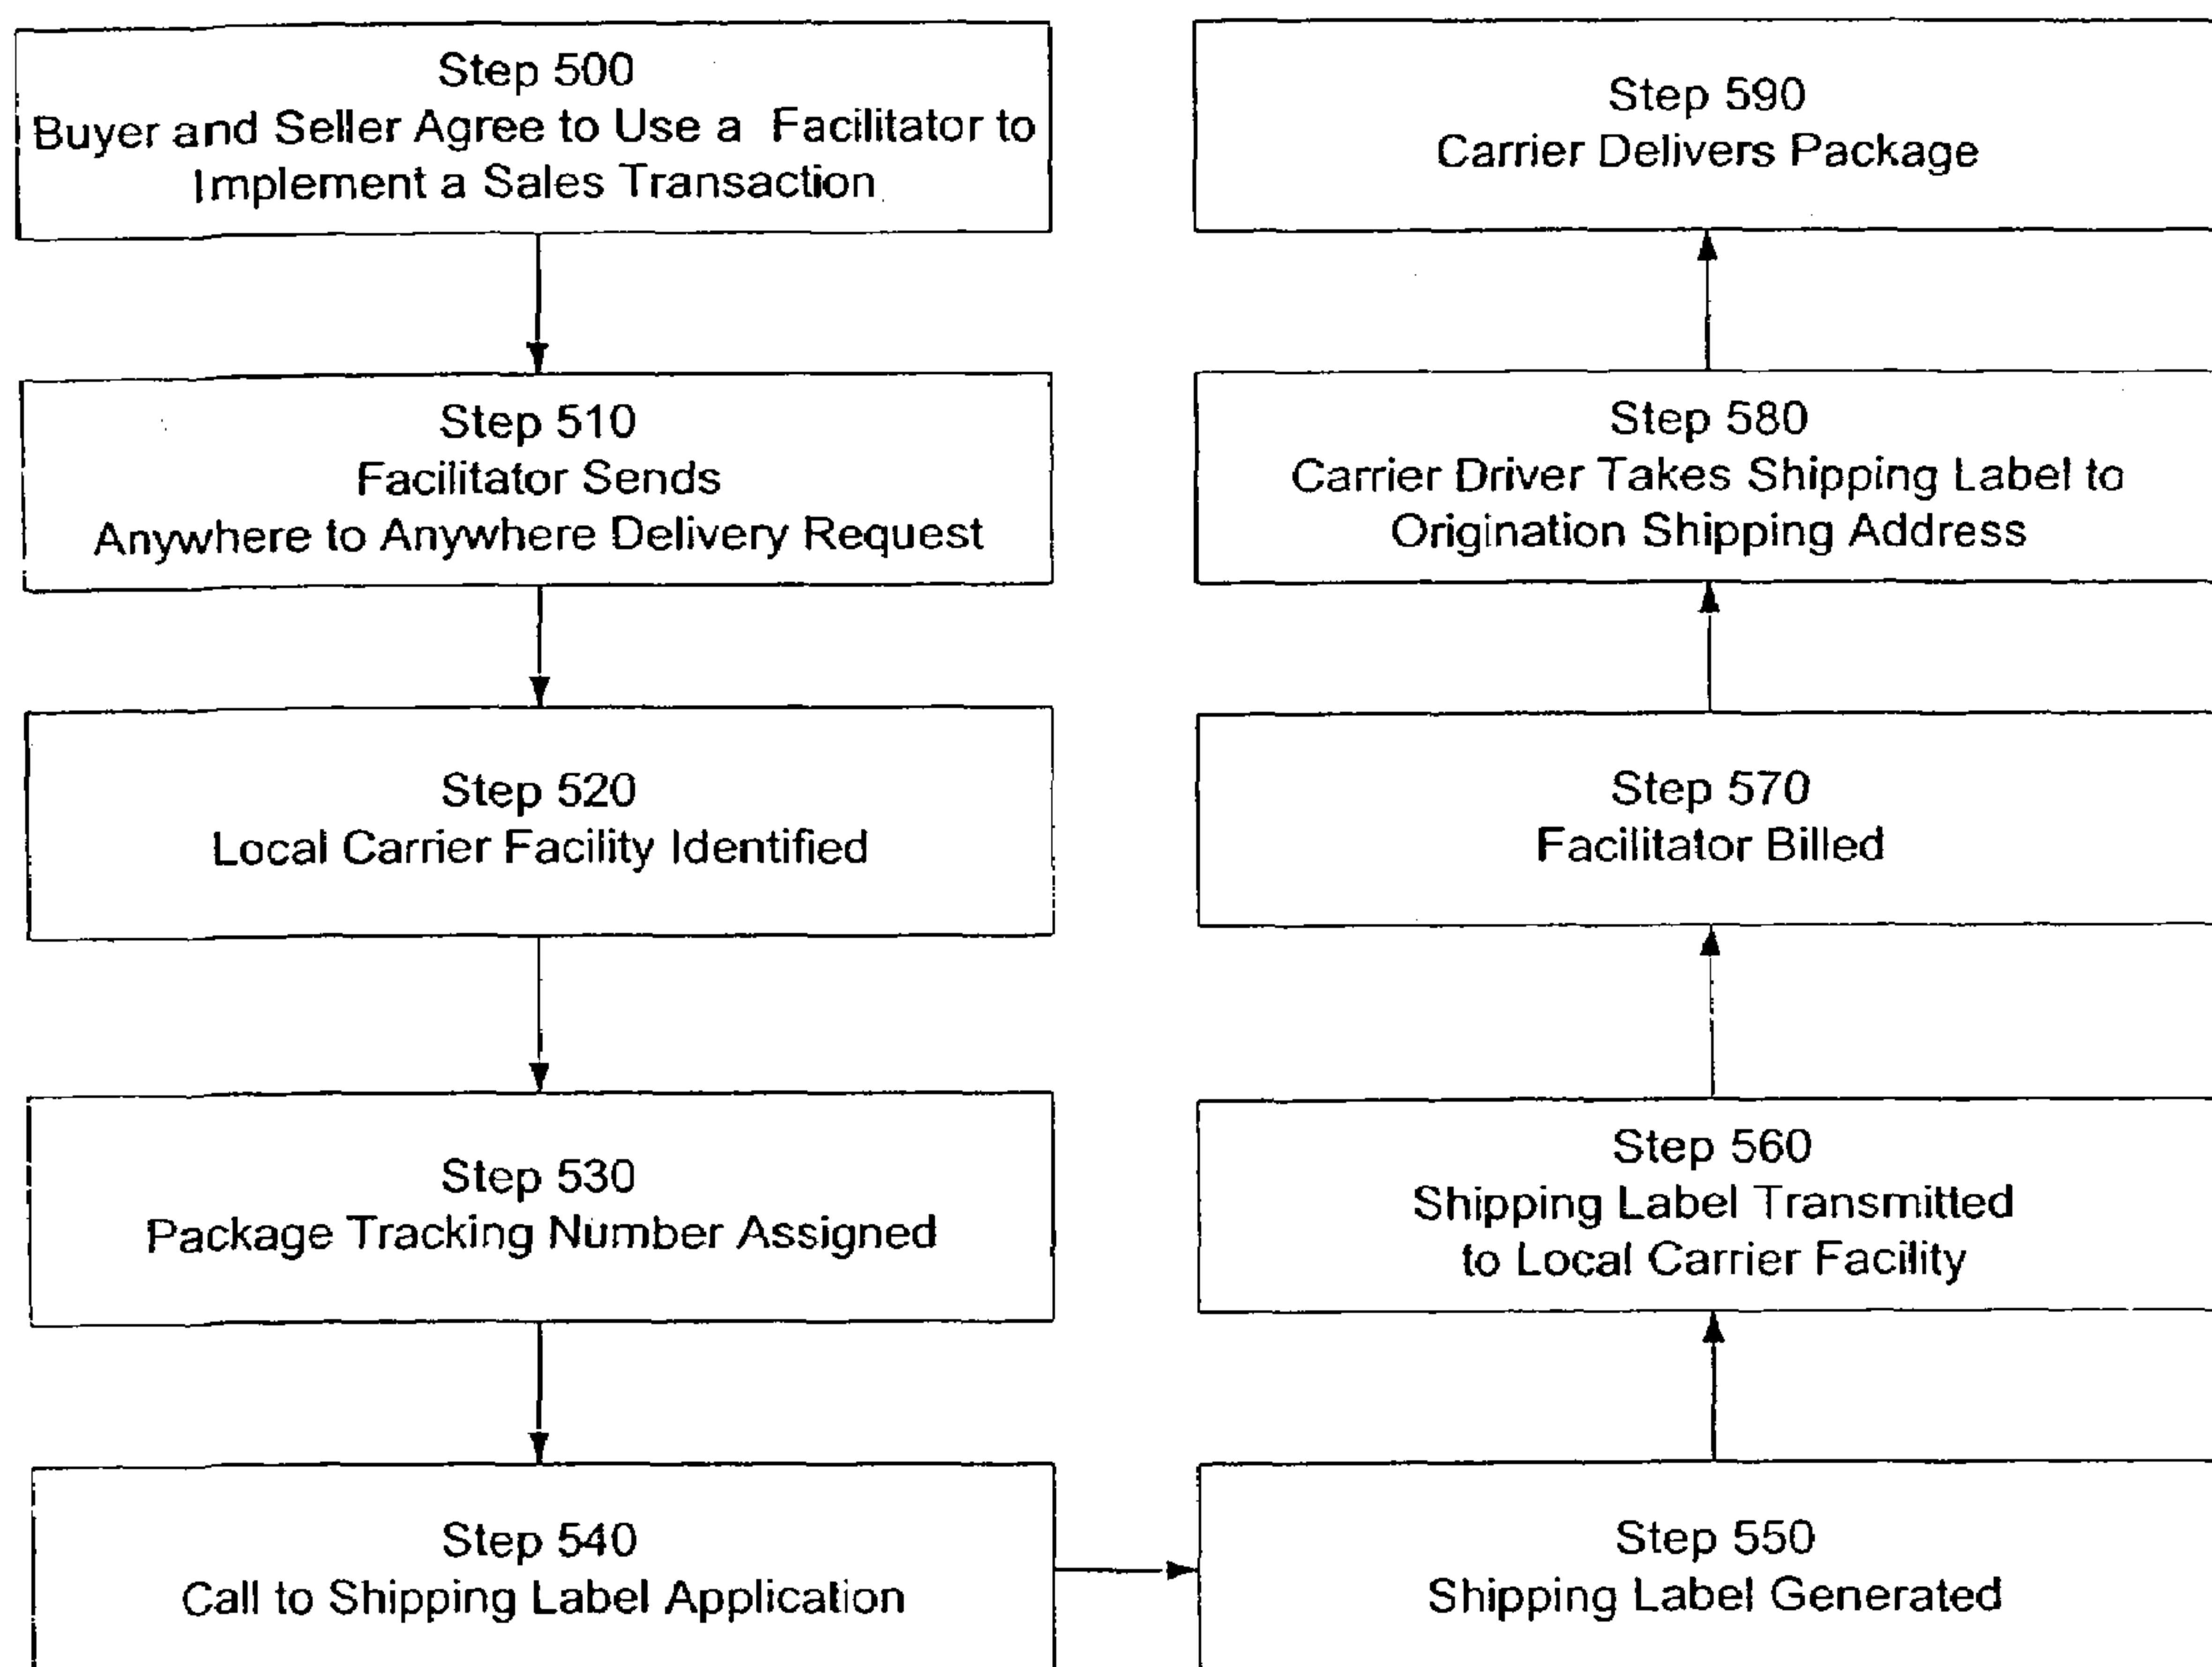 Step 500
Buyer and Seller Agree to Use a Facilitator to
Implement a Sales Transaction
Step 510
Facilitator Sends
Anywhere to Anywhere Delivery Request
Step 520
Local Carrier Facility Identified
Step 530
Package Tracking Number Assigned
Step 540
Call to Shipping Label Application
Step 550
Shipping Label Generated
Step 560
Shipping Label Transmitted
to Local Carrier Facility
Step 570
Facilitator Billed
Step 580
Carrier Driver Takes Shipping Label to
Origination Shipping Address
Step 590
Carrier Delivers Package